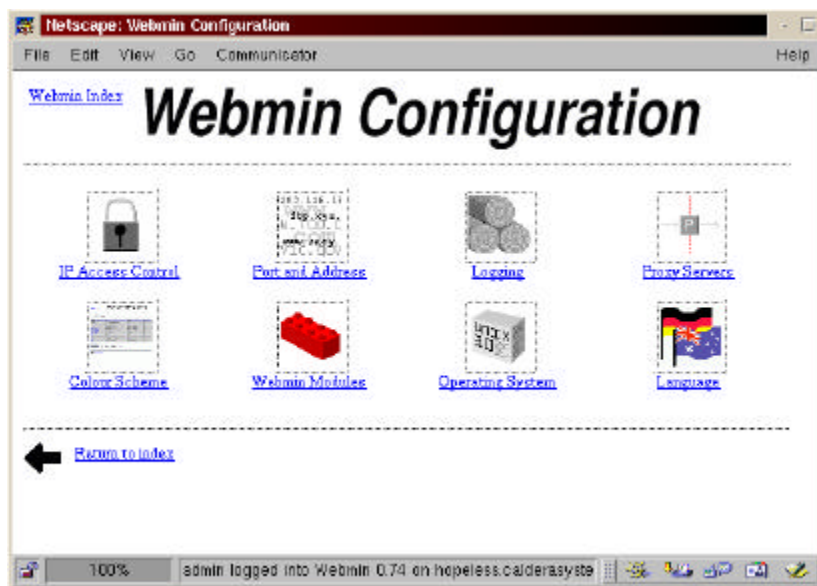 Netscape: Webmin Configuration
File Edit View Go Communicator Help
Webmin Index
Webmin Configuration
IP Access Control Port and Address Logging Proxy Servers
Colour Scheme Webmin Modules Operating System Language
Return to index
100% admin logged into Webmin 0.74 on hopeless.calderasyste